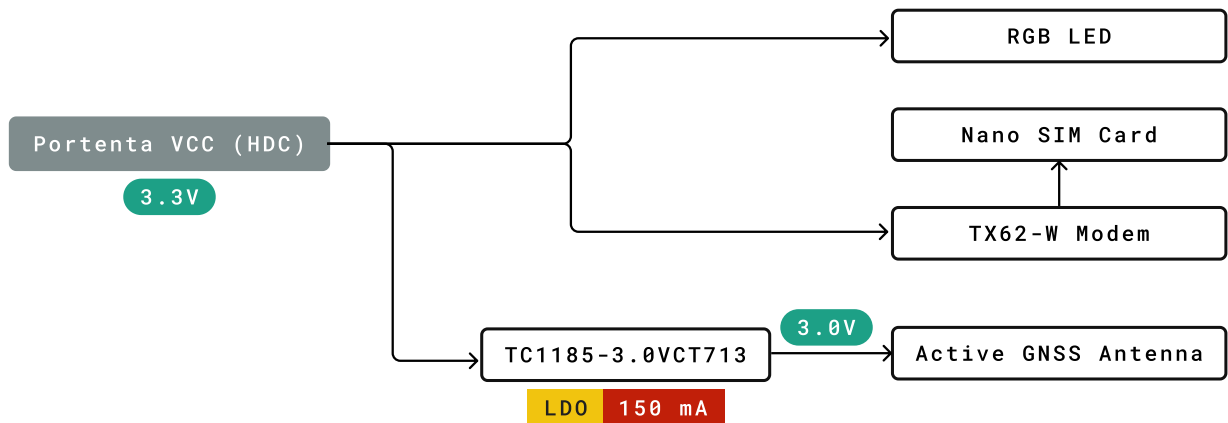 RGB LED
Portenta VCC (HDC)
3.3V
Nano SIM Card
TX62-W Modem
TC1185-3.0VCT713
LDO 150 mA
3.0V
Active GNSS Antenna